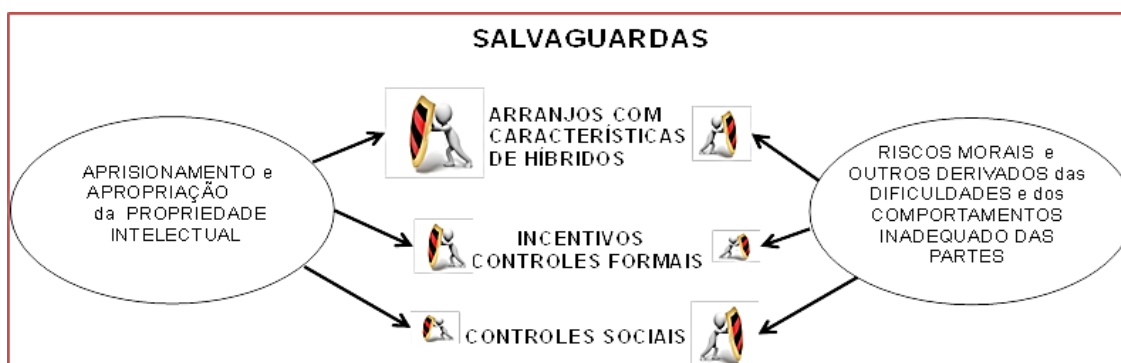 SALVAGUARDAS
APRISIONAMENTO e
APROPRIAÇÃO
da PROPRIEDADE
INTELECTUAL
ARRANJOS COM
CARACTERÍSTICAS
DE HÍBRIDOS
INCENTIVOS
CONTROLES FORMAIS
CONTROLES SOCIAIS
RISCOS MORAIS e
OUTROS DERIVADOS das
DIFICULDADES e dos
COMPORTAMENTOS
INADEQUADO DAS
PARTES